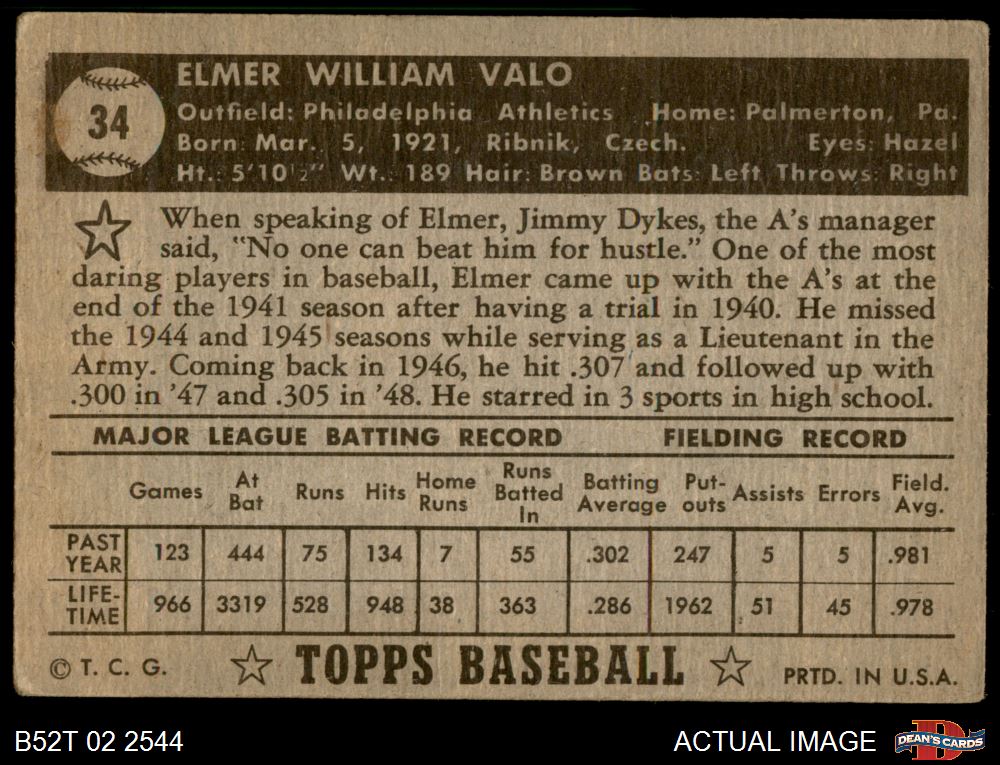 34
ELMER WILLIAM VALO
Outfield: Philadelphia Athletics Home: Palmerton, Pa.
Born: Mar. 5, 1921, Ribnik, Czech. Eyes: Hazel
Ht.: 5'10½" Wt.: 189 Hair: Brown Bats: Left Throws: Right
When speaking of Elmer, Jimmy Dykes, the A's manager
said, "No one can beat him for hustle." One of the most
daring players in baseball, Elmer came up with the A's at the
end of the 1941 season after having a trial in 1940. He missed
the 1944 and 1945 seasons while serving as a Lieutenant in the
Army. Coming back in 1946, he hit .307 and followed up with
.300 in '47 and .305 in '48. He starred in 3 sports in high school.
MAJOR LEAGUE BATTING RECORD FIELDING RECORD
Games At Bat Runs Hits Home Runs Runs Batted In Batting Average Put-outs Assists Errors Field. Avg.
PAST YEAR 123 444 75 134 7 55 .302 247 5 5 .981
LIFE-TIME 966 3319 528 948 38 363 .286 1962 51 45 .978
© T. C. G. TOPPS BASEBALL PRTD. IN U.S.A.
B52T 02 2544 ACTUAL IMAGE DEAN'S CARDS